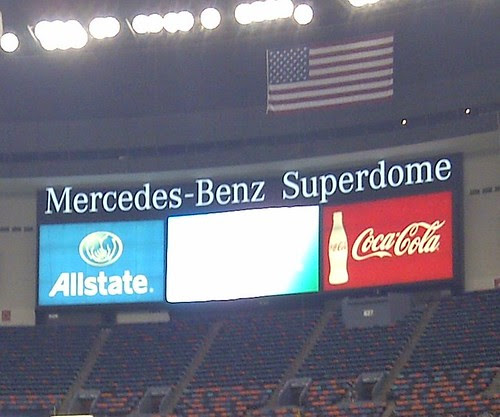 Mercedes-Benz Superdome
Allstate.
Coca-Cola